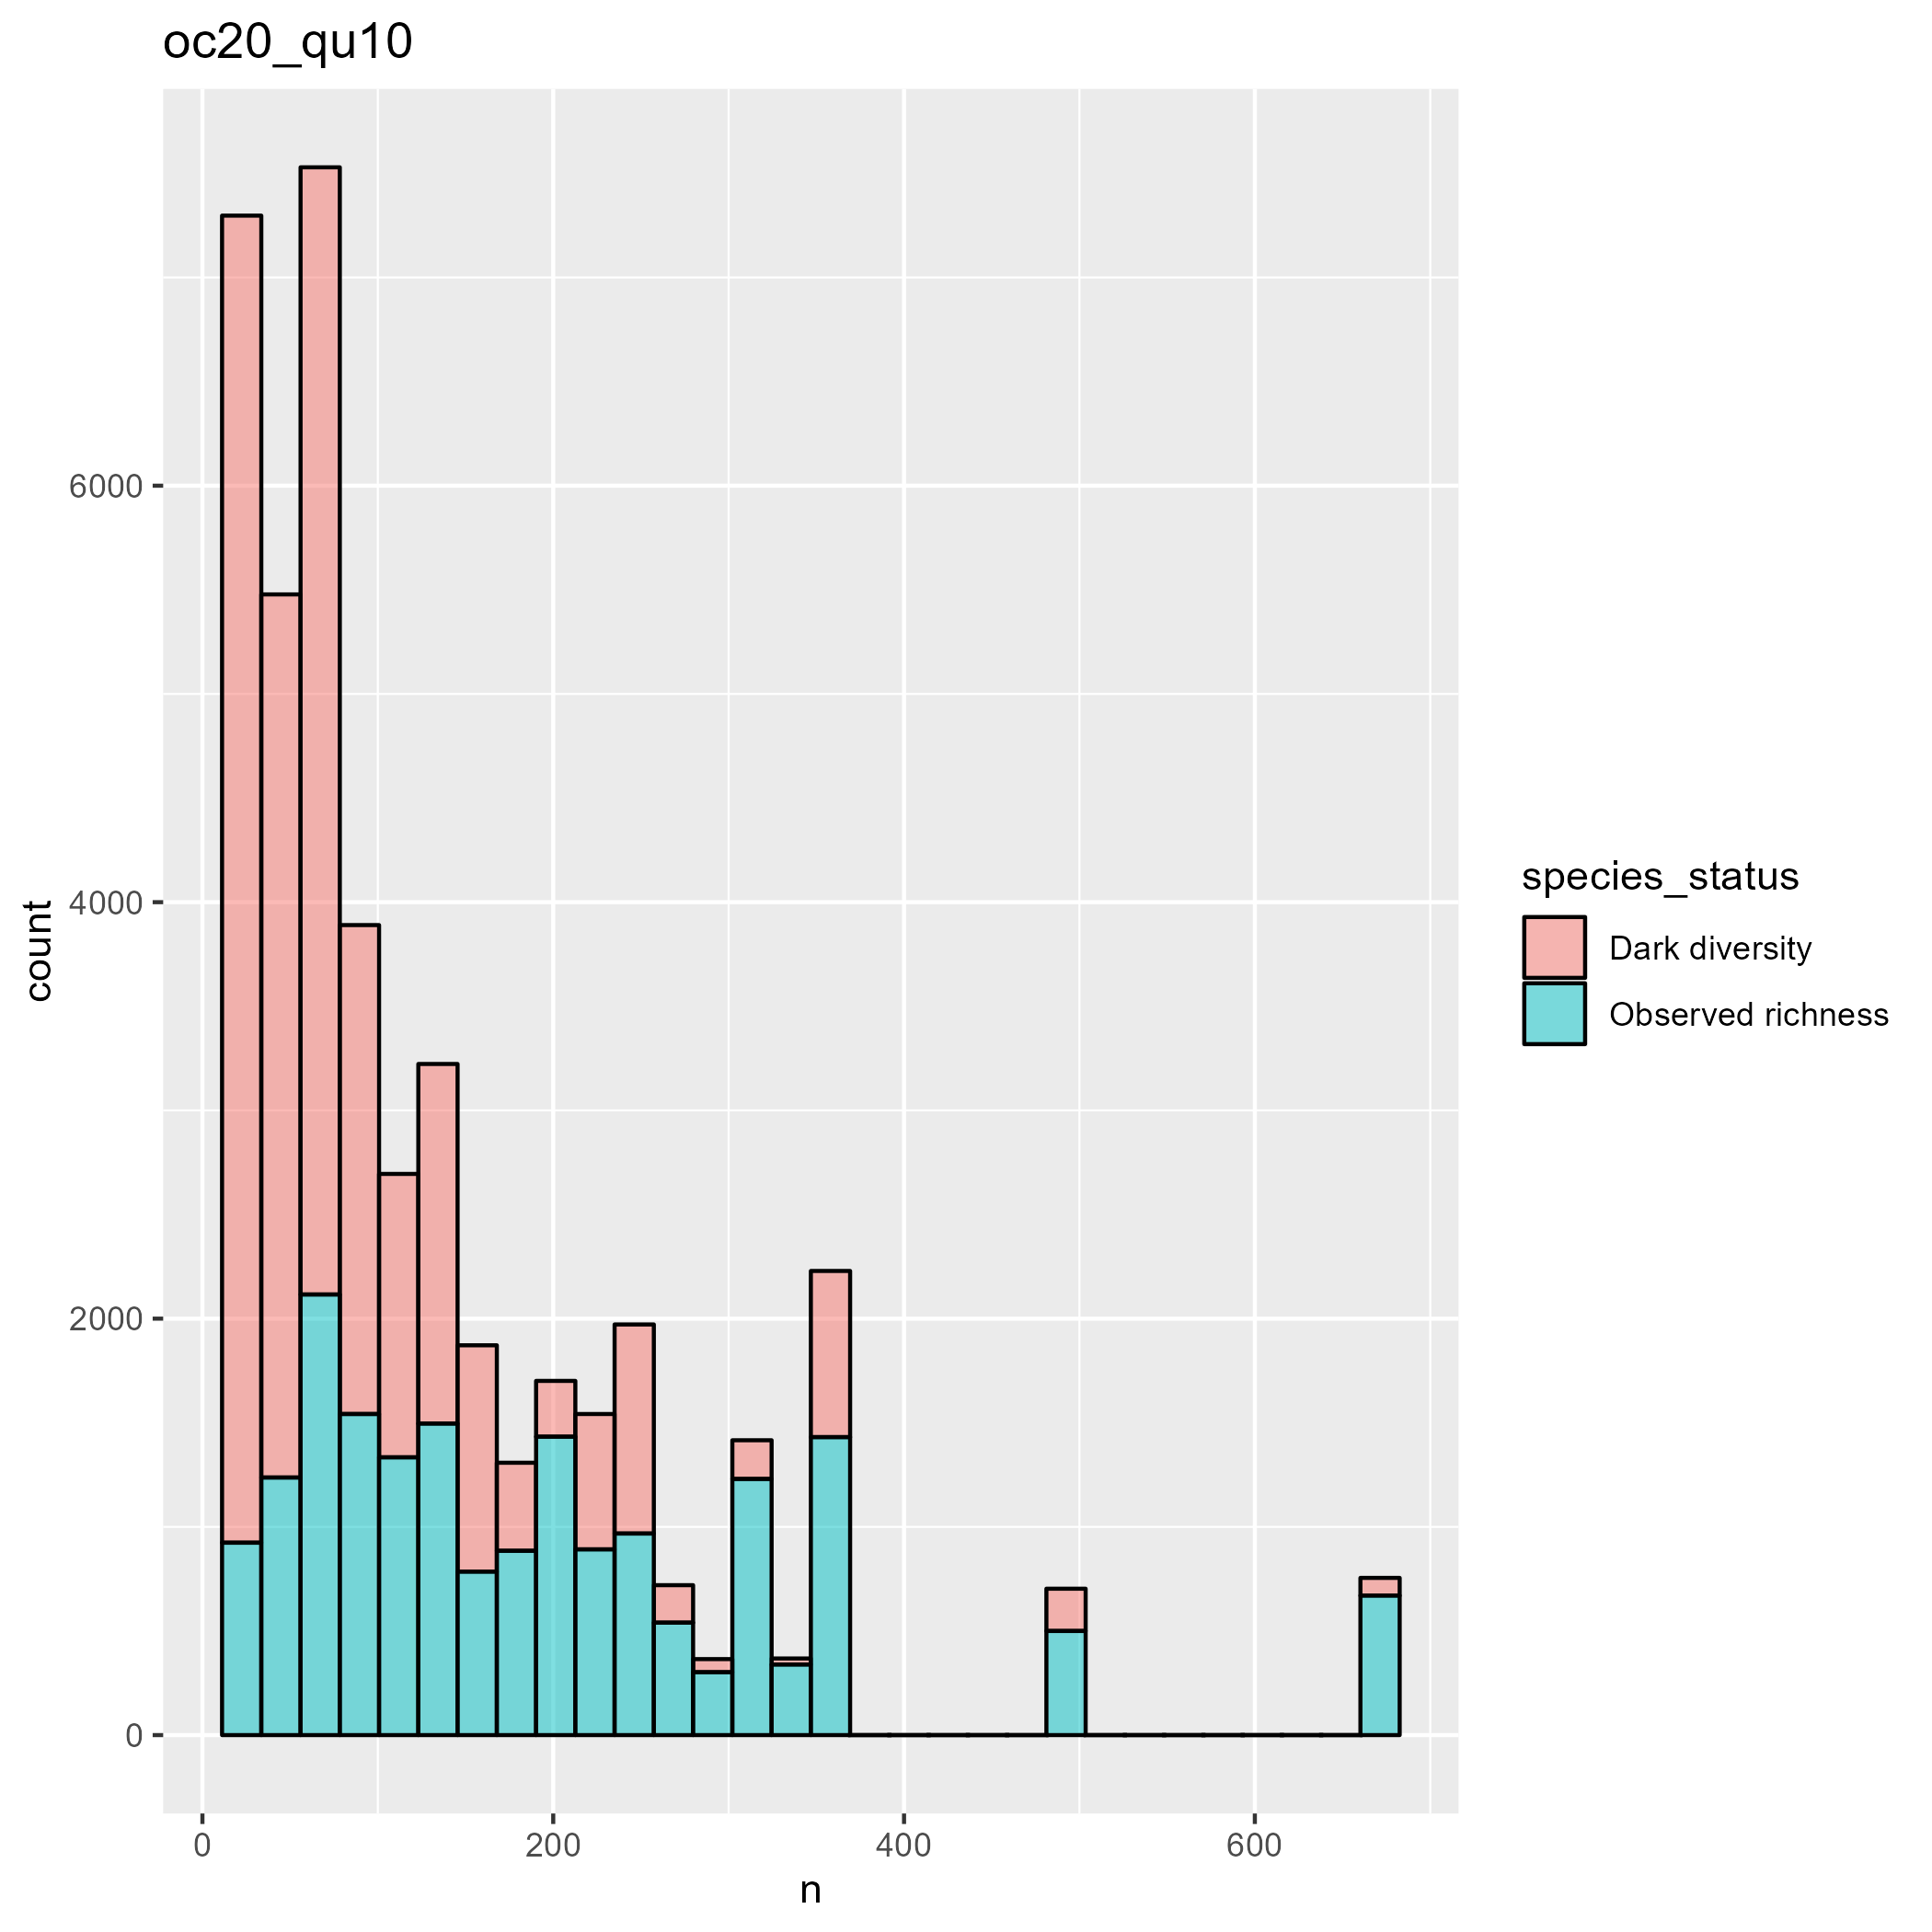 oc20_qu10
6000
4000
2000
0
count
0 200 400 600
n
species_status
Dark diversity
Observed richness